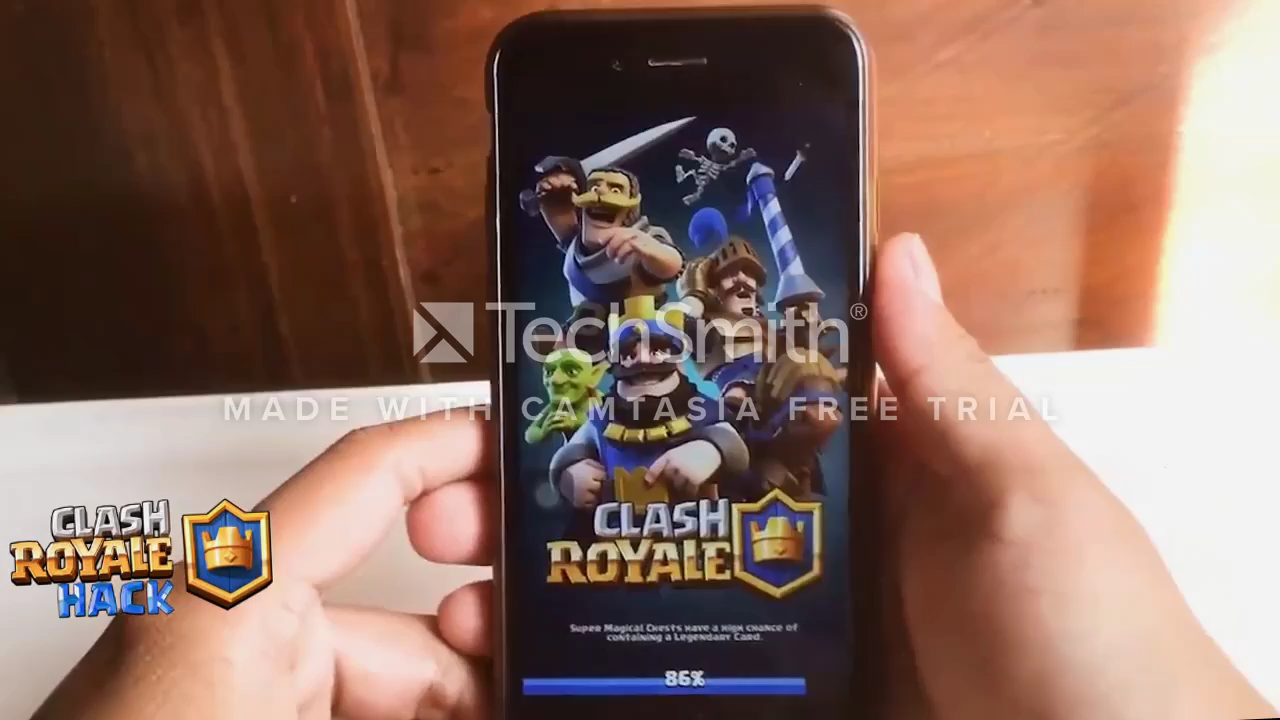 TechSmith®
MADE WITH CAMTASIA FREE TRIAL
CLASH
ROYALE
HACK
CLASH
ROYALE
Super Magical Chests have a high chance of
containing a Legendary Card.
86%